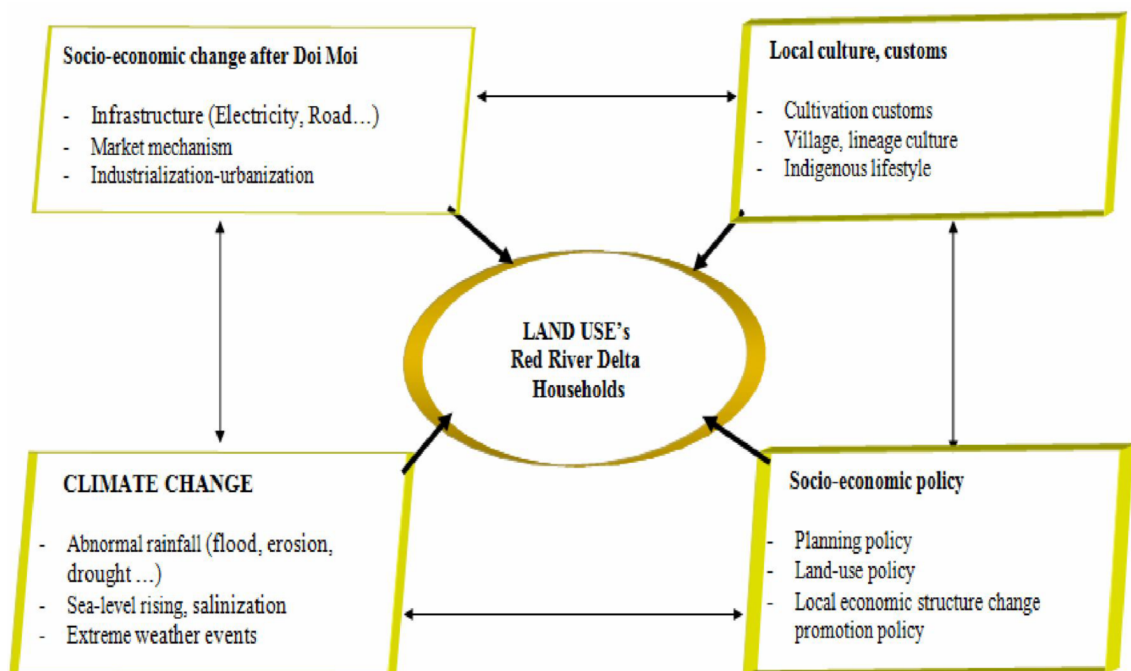 Socio-economic change after Doi Moi
- Infrastructure (Electricity, Road…)
- Market mechanism
- Industrialization-urbanization
Local culture, customs
- Cultivation customs
- Village, lineage culture
- Indigenous lifestyle
LAND USE’s
Red River Delta
Households
CLIMATE CHANGE
- Abnormal rainfall (flood, erosion,
drought …)
- Sea-level rising, salinization
- Extreme weather events
Socio-economic policy
- Planning policy
- Land-use policy
- Local economic structure change
promotion policy